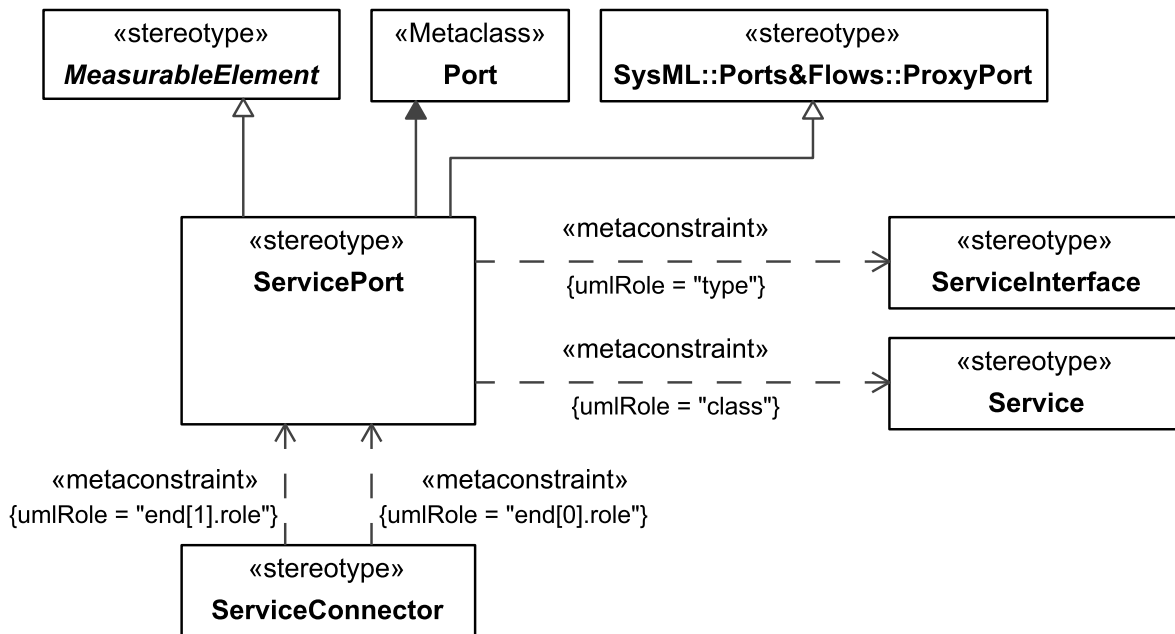 «stereotype»
MeasurableElement
«Metaclass»
Port
«stereotype»
SysML::Ports&Flows::ProxyPort
«stereotype»
ServicePort
«metaconstraint»
{umlRole = "type"}
«stereotype»
ServiceInterface
«metaconstraint»
{umlRole = "class"}
«stereotype»
Service
«metaconstraint»
{umlRole = "end[1].role"}
«metaconstraint»
{umlRole = "end[0].role"}
«stereotype»
ServiceConnector